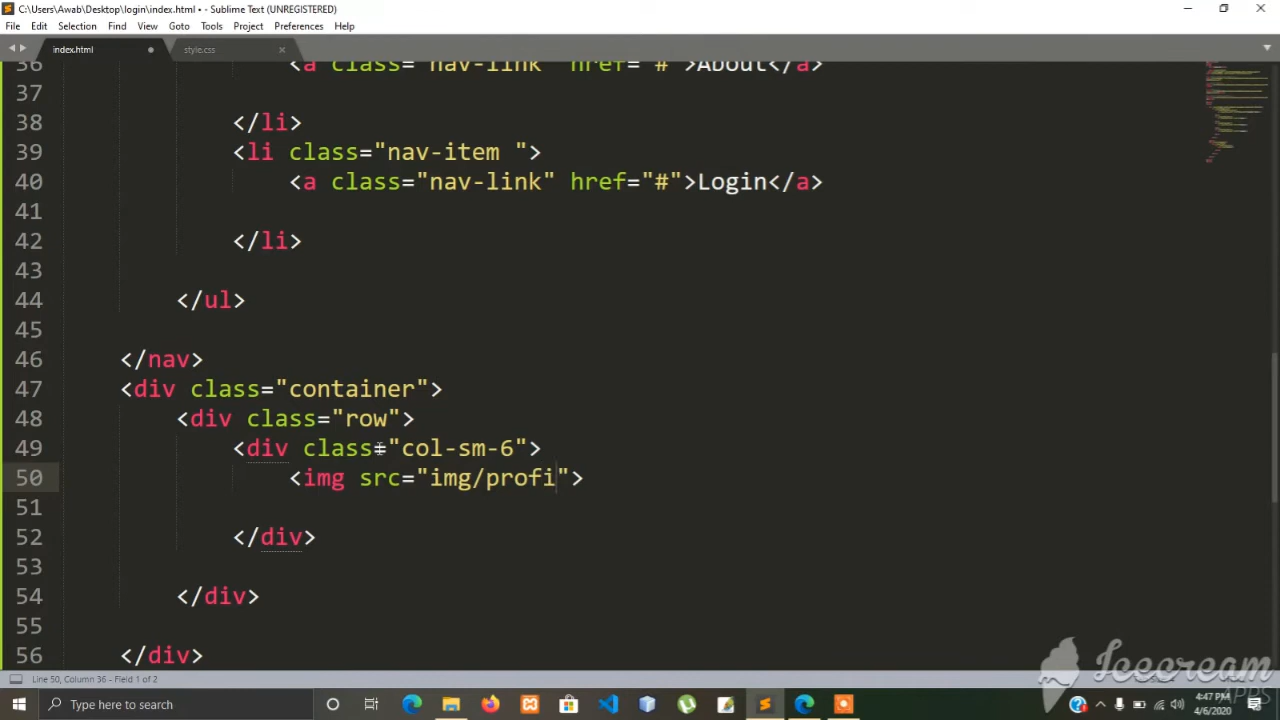 C:\Users\Awab\Desktop\login\index.html • - Sublime Text (UNREGISTERED)
File Edit Selection Find View Goto Tools Project Preferences Help
index.html style.css
36 <a class="nav-link" href="#">About</a>
37
38 </li>
39 <li class="nav-item ">
40 <a class="nav-link" href="#">Login</a>
41
42 </li>
43
44 </ul>
45
46 </nav>
47 <div class="container">
48 <div class="row">
49 <div class="col-sm-6">
50 <img src="img/profi">
51
52 </div>
53
54 </div>
55
56 </div>
Icecream
APPS
Line 50, Column 36 - Field 1 of 2
Type here to search
4:47 PM
4/6/2020